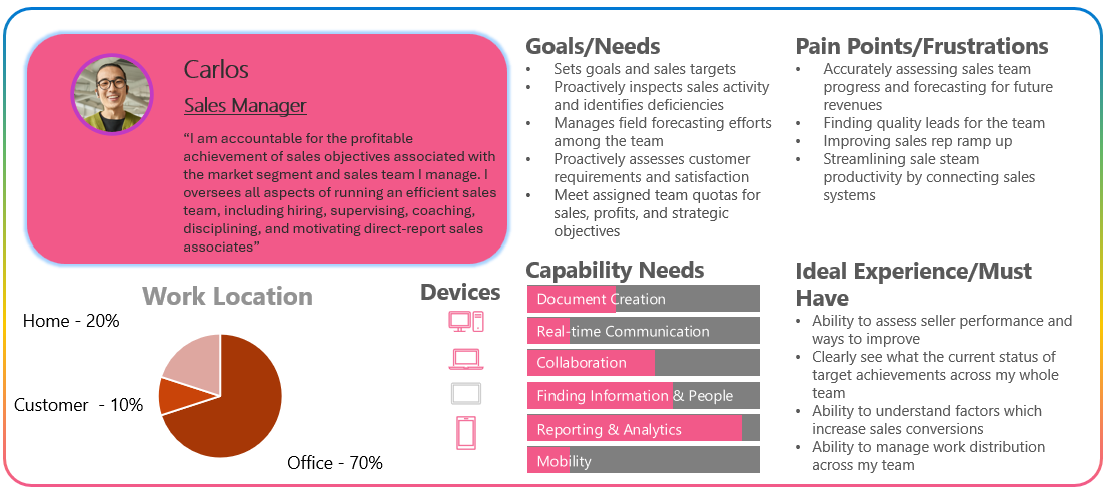 Carlos
Sales Manager
“I am accountable for the profitable
achievement of sales objectives associated with
the market segment and sales team I manage. I
oversees all aspects of running an efficient sales
team, including hiring, supervising, coaching,
disciplining, and motivating direct-report sales
associates”
Goals/Needs
• Sets goals and sales targets
• Proactively inspects sales activity
and identifies deficiencies
• Manages field forecasting efforts
among the team
• Proactively assesses customer
requirements and satisfaction
• Meet assigned team quotas for
sales, profits, and strategic
objectives
Pain Points/Frustrations
• Accurately assessing sales team
progress and forecasting for future
revenues
• Finding quality leads for the team
• Improving sales rep ramp up
• Streamlining sale steam
productivity by connecting sales
systems
Work Location
Home - 20%
Customer - 10%
Office - 70%
Devices
Capability Needs
Document Creation
Real-time Communication
Collaboration
Finding Information & People
Reporting & Analytics
Mobility
Ideal Experience/Must
Have
• Ability to assess seller performance and
ways to improve
• Clearly see what the current status of
target achievements across my whole
team
• Ability to understand factors which
increase sales conversions
• Ability to manage work distribution
across my team